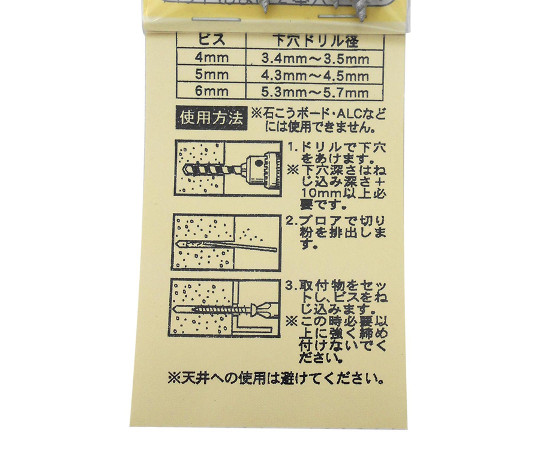 ビス 下穴ドリル径
4mm 3.4mm～3.5mm
5mm 4.3mm～4.5mm
6mm 5.3mm～5.7mm
使用方法
※石こうボード・ALCなど
には使用できません。
1.ドリルで下穴
をあけます。
※下穴深さはね
じ込み深さ＋
10mm以上必
要です。
2.ブロアで切り
粉を排出しま
す。
3.取付物をセッ
トし、ビスをね
じ込みます。
※この時必要以
上に強く締め
付けないでく
ださい。
※天井への使用は避けてください。